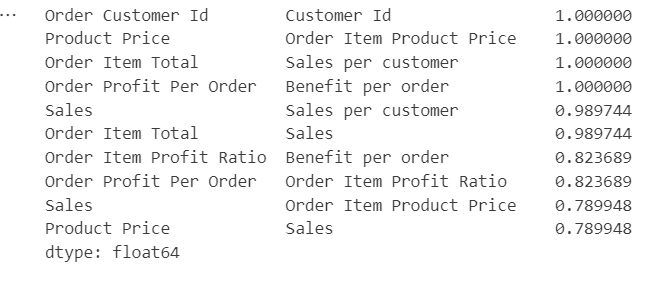 ... Order Customer Id Customer Id 1.000000
Product Price Order Item Product Price 1.000000
Order Item Total Sales per customer 1.000000
Order Profit Per Order Benefit per order 1.000000
Sales Sales per customer 0.989744
Order Item Total Sales 0.989744
Order Item Profit Ratio Benefit per order 0.823689
Order Profit Per Order Order Item Profit Ratio 0.823689
Sales Order Item Product Price 0.789948
Product Price Sales 0.789948
dtype: float64